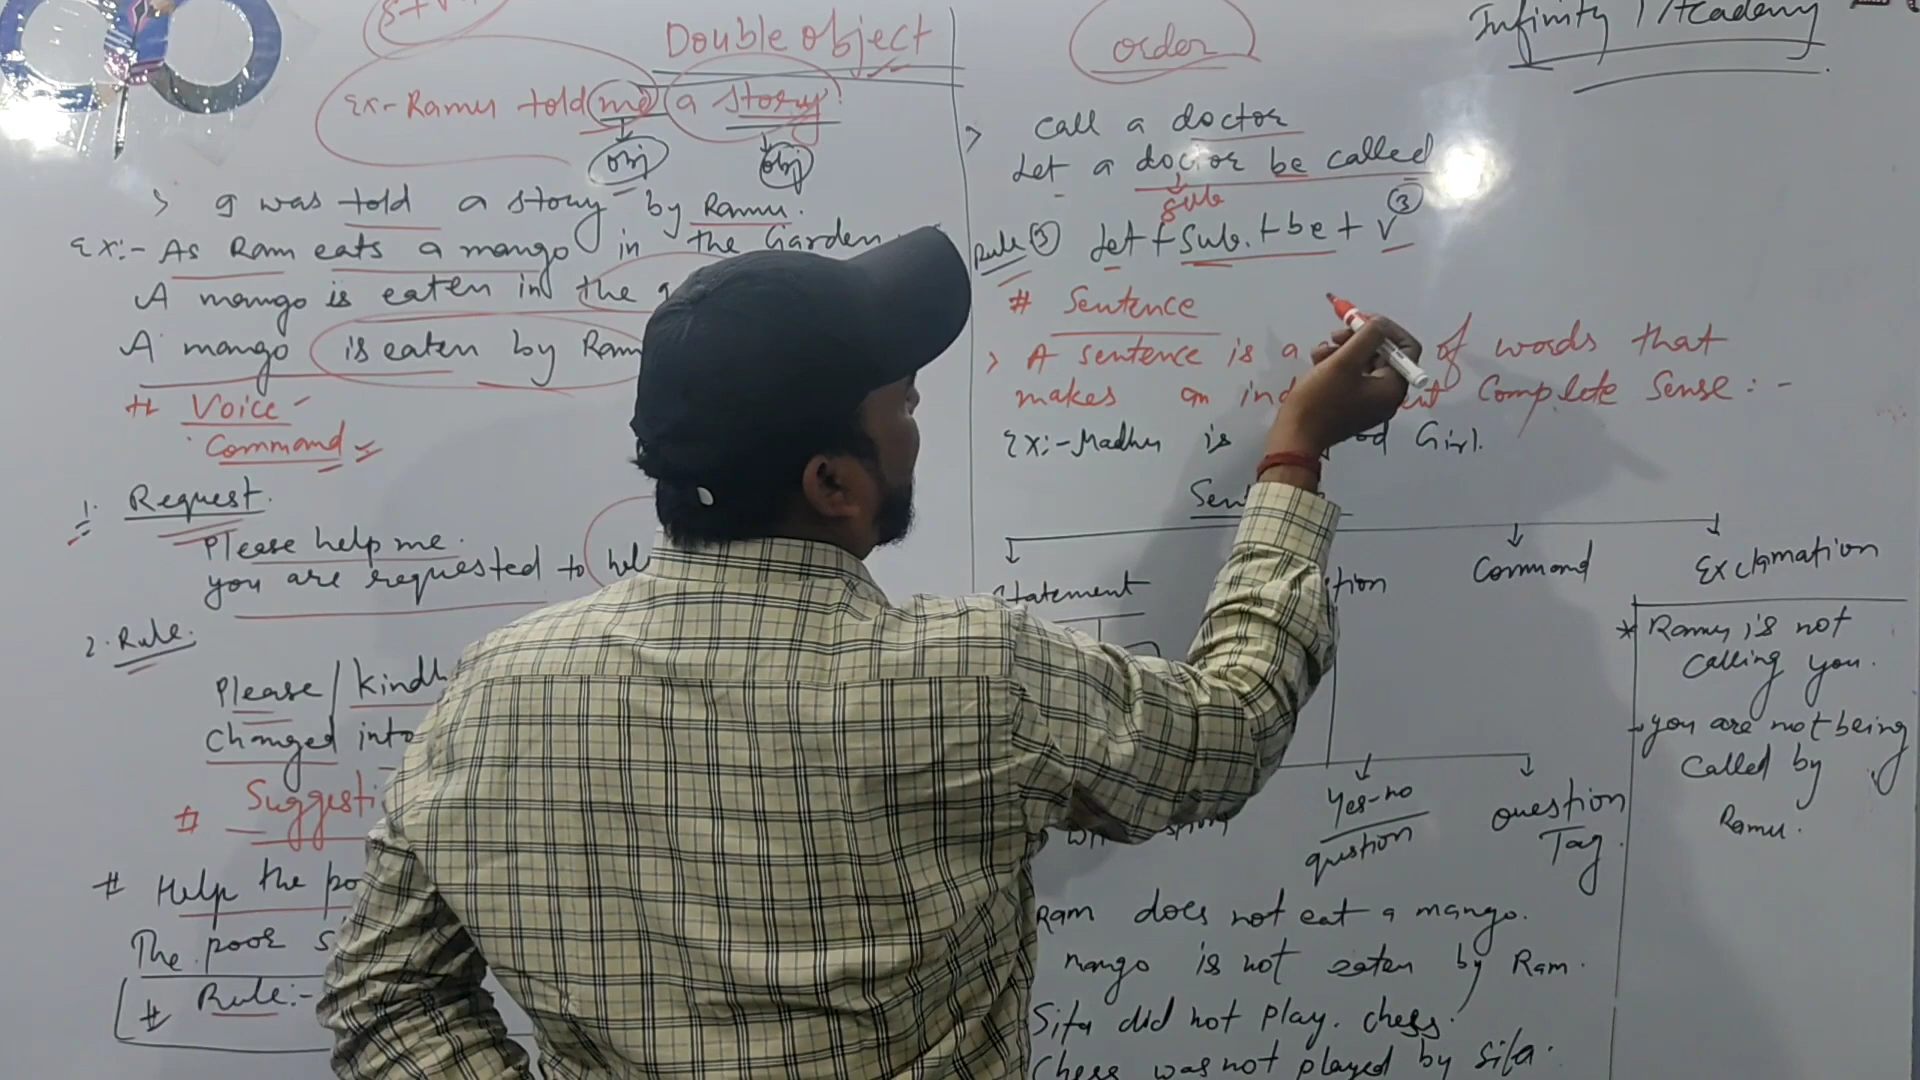 Double object
Ex- Ramu told me a story.
obj obj
I was told a story by Ramu.
Ex:- As Ram eats a mango in the Garden
A mango is eaten in the
A mango is eaten by Ram
# Voice -
Command
1. Request.
Please help me.
you are requested to
2. Rule.
Please / kindly
changed into
#
# Help the
The poor
# Rule:-
order
Infinity Academy
> Call a doctor
Let a doctor be called
Sub
Rule (5) Let + Sub. + be + V3
# Sentence
> A sentence is a of words that
makes an Complete Sense: -
Ex:- Madhu is Girl.
Statement
Command
Exclamation
Yes-no
question
question
Tag.
* Ramu is not
calling you.
you are not being
called by
Ramu.
Ram does not eat a mango.
mango is not eaten by Ram.
Sita did not play. chess.
Chess was not played by Sita.